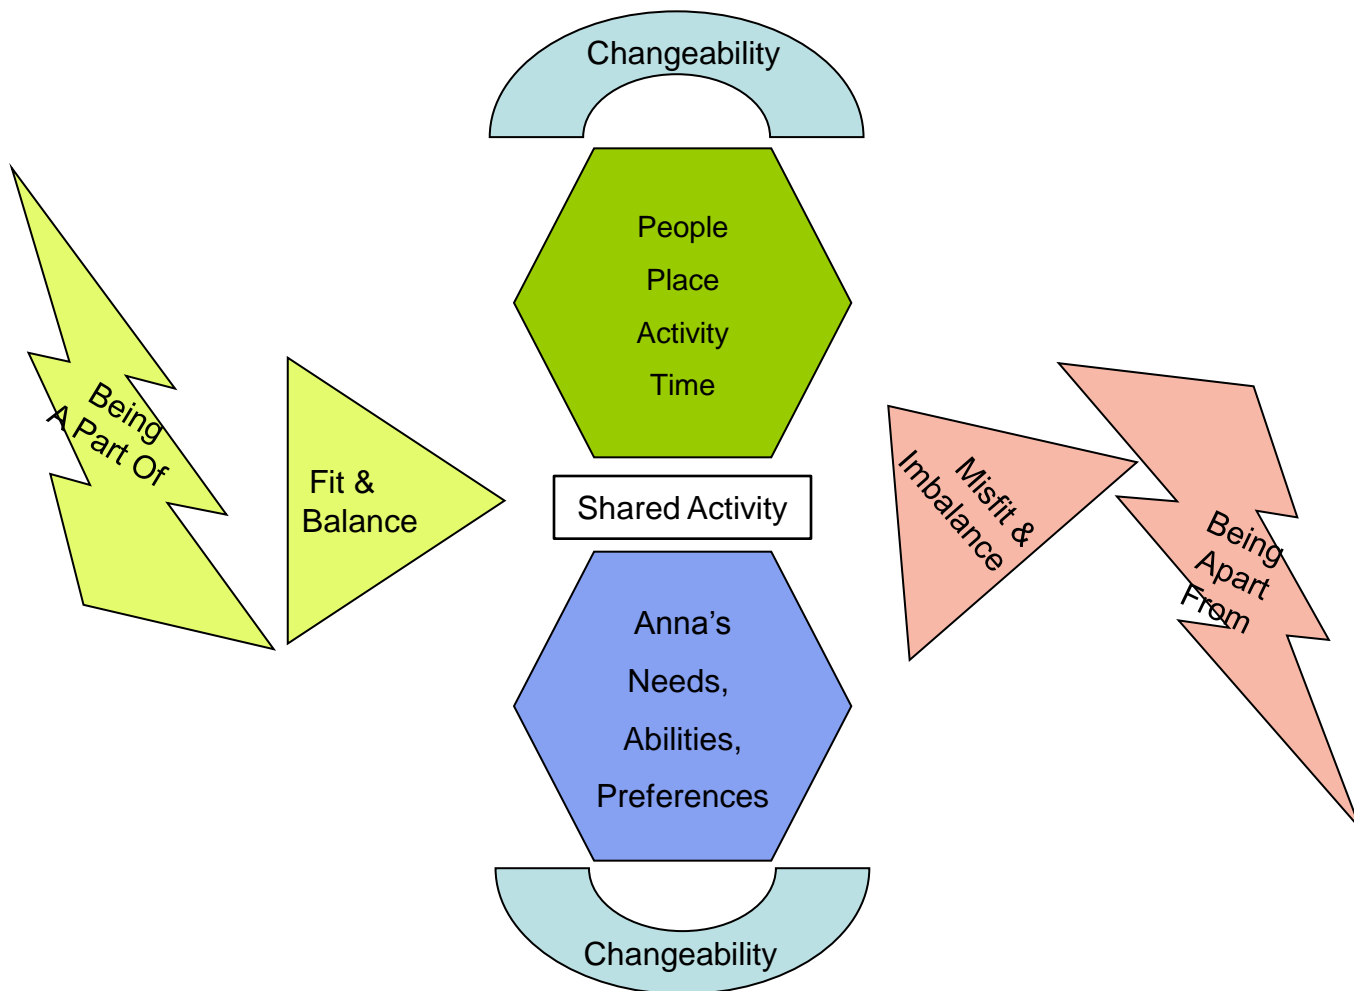 Changeability
People
Place
Activity
Time
Being
A Part Of
Fit &
Balance
Shared Activity
Misfit &
Imbalance
Being
Apart
From
Anna’s
Needs,
Abilities,
Preferences
Changeability